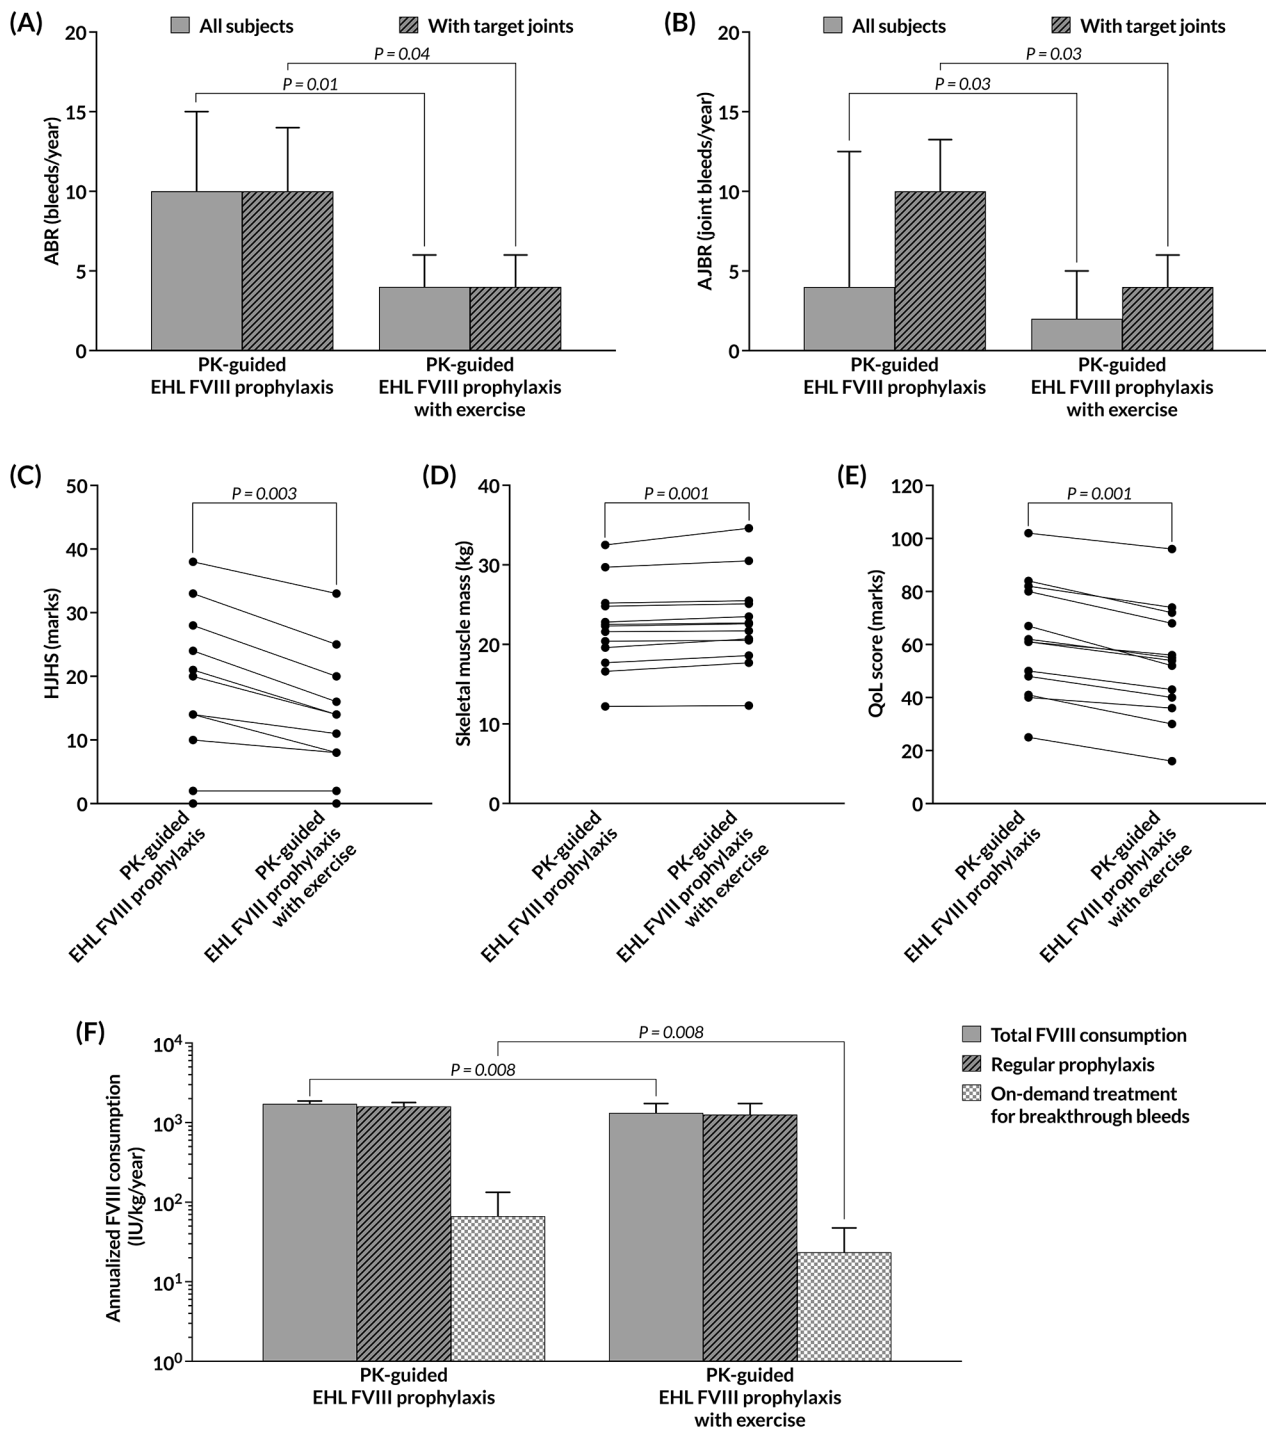 (A)
All subjects
With target joints
ABR (bleeds/year)
20
15
10
5
0
P = 0.04
P = 0.01
PK-guided
EHL FVIII prophylaxis
PK-guided
EHL FVIII prophylaxis
with exercise
(B)
All subjects
With target joints
AJBR (joint bleeds/year)
20
15
10
5
0
P = 0.03
P = 0.03
PK-guided
EHL FVIII prophylaxis
PK-guided
EHL FVIII prophylaxis
with exercise
(C)
HJHS (marks)
50
40
30
20
10
0
P = 0.003
PK-guided
EHL FVIII prophylaxis
PK-guided
EHL FVIII prophylaxis
with exercise
(D)
Skeletal muscle mass (kg)
40
30
20
10
0
P = 0.001
PK-guided
EHL FVIII prophylaxis
PK-guided
EHL FVIII prophylaxis
with exercise
(E)
QoL score (marks)
120
100
80
60
40
20
0
P = 0.001
PK-guided
EHL FVIII prophylaxis
PK-guided
EHL FVIII prophylaxis
with exercise
(F)
Annualized FVIII consumption
(IU/kg/year)
10⁴
10³
10²
10¹
10⁰
P = 0.008
P = 0.008
PK-guided
EHL FVIII prophylaxis
PK-guided
EHL FVIII prophylaxis
with exercise
Total FVIII consumption
Regular prophylaxis
On-demand treatment
for breakthrough bleeds